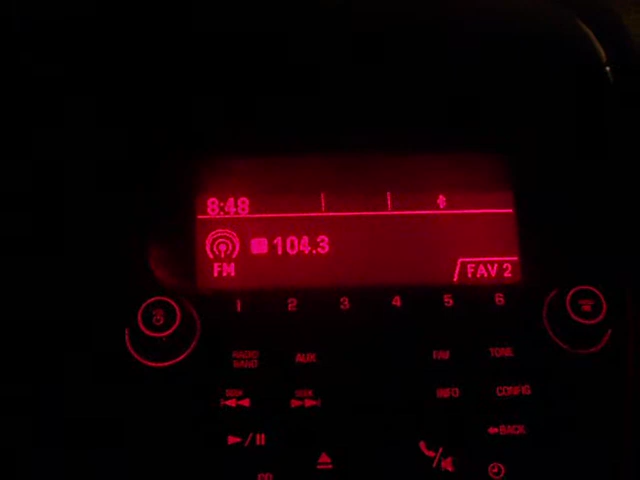 8:48
104.3
FM
FAV 2
1 2 3 4 5 6
RADIO BAND AUX FAV TONE
SEEK SEEK INFO CONFIG
BACK
CD